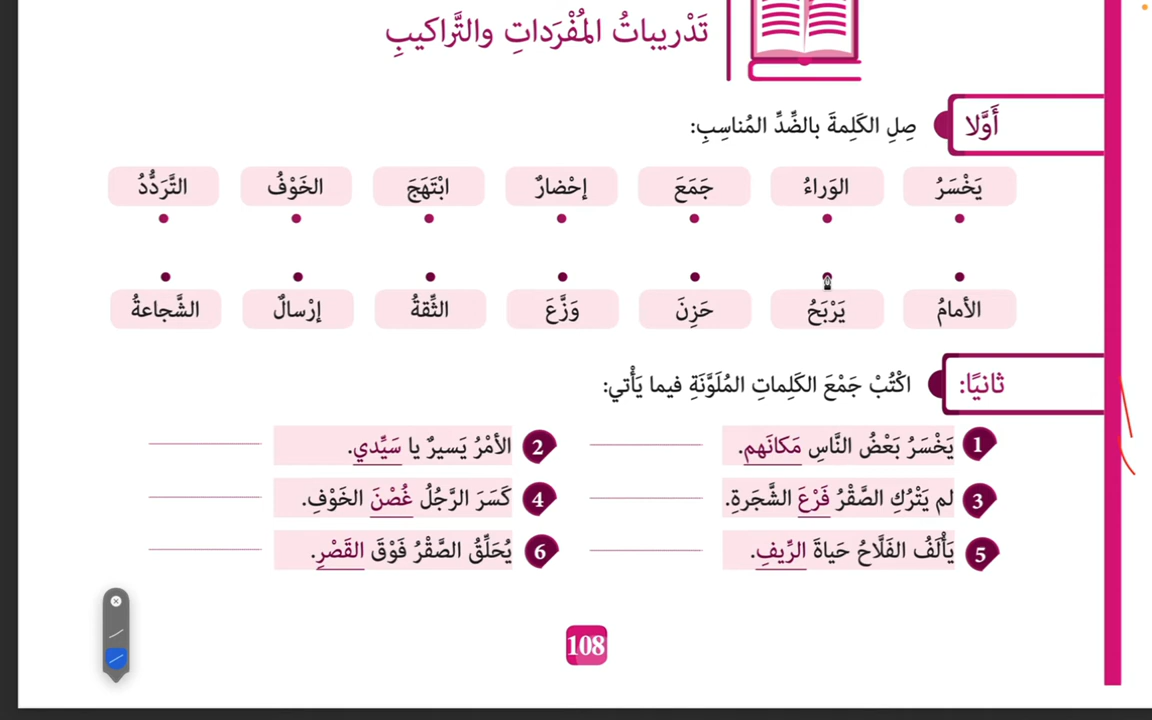 تَدْريباتُ المُفْرَداتِ والتَّراكيبِ
أَوَّلا
صِلِ الكَلِمةَ بالضِّدِّ المُناسِبِ:
يَخْسَرُ الوَراءُ جَمَعَ إحْضارٌ ابْتَهَجَ الخَوْفُ التَّرَدُّدُ
الأمامُ يَرْبَحُ حَزِنَ وَزَّعَ الثِّقةُ إرْسالٌ الشَّجاعةُ
ثانيًا:
اكْتُبْ جَمْعَ الكَلِماتِ المُلَوَّنَةِ فيما يَأْتي:
1 يَخْسَرُ بَعْضُ النَّاسِ مَكانَهم.
2 الأمْرُ يَسيرٌ يا سَيِّدي.
3 لم يَتْرُكِ الصَّقْرُ فَرْعَ الشَّجَرةِ.
4 كَسَرَ الرَّجُلُ غُصْنَ الخَوْفِ.
5 يَأْلَفُ الفَلَّاحُ حَياةَ الرِّيفِ.
6 يُحَلِّقُ الصَّقْرُ فَوْقَ القَصْرِ.
108